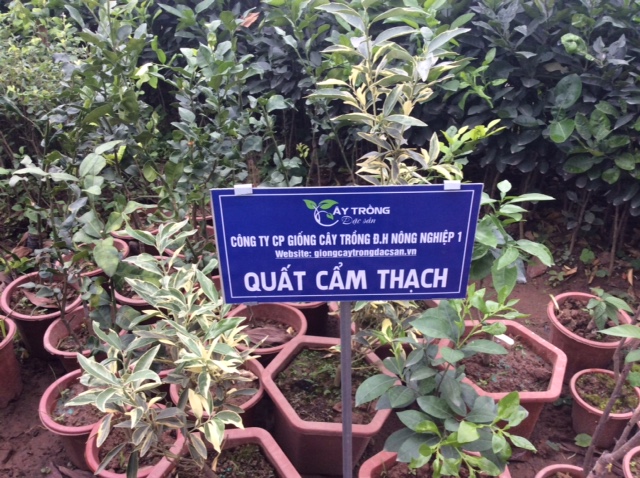 CÂY TRỒNG
Đặc sản
CÔNG TY CP GIỐNG CÂY TRỒNG Đ.H NÔNG NGHIỆP 1
Website: giongcaytrongdacsan.vn
QUẤT CẨM THẠCH